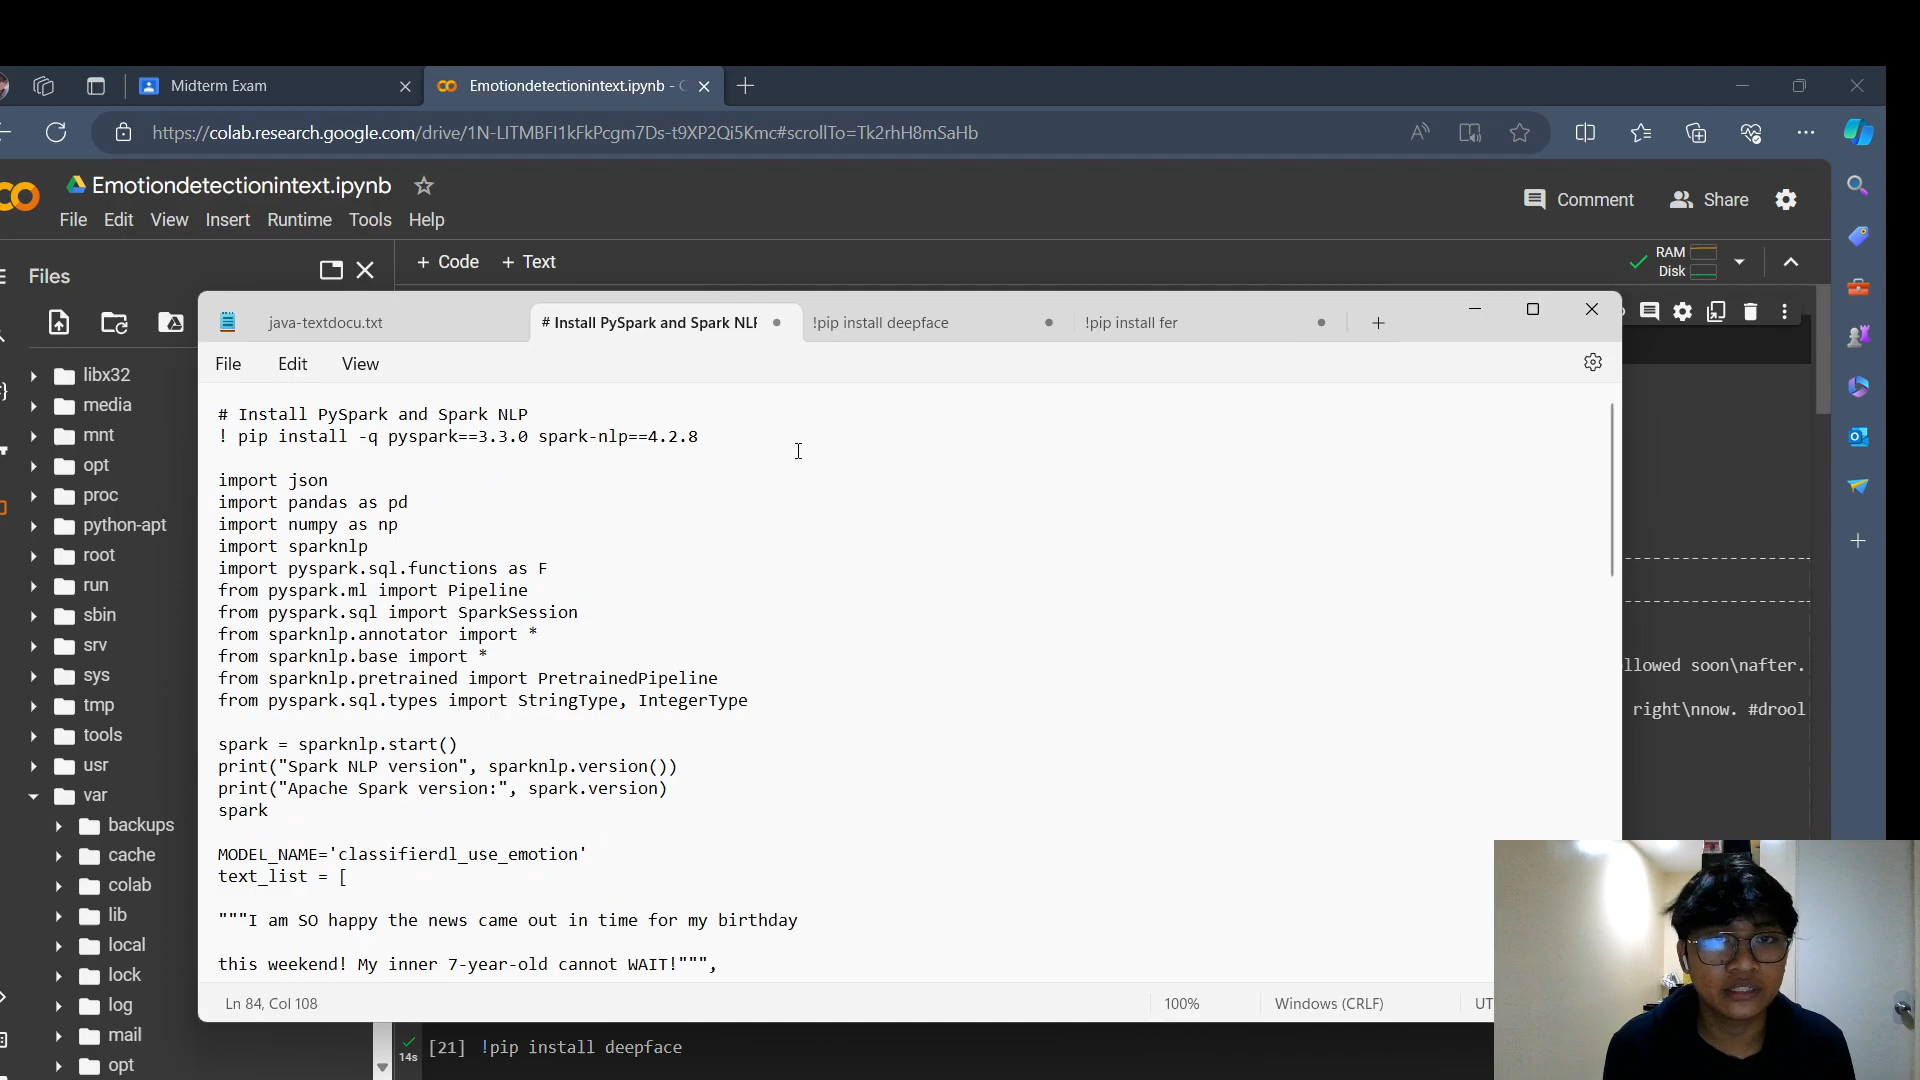 Midterm Exam
Emotiondetectionintext.ipynb - C
https://colab.research.google.com/drive/1N-LITMBFI1kFkPcgm7Ds-t9XP2Qi5Kmc#scrollTo=Tk2rhH8mSaHb
Emotiondetectionintext.ipynb
Comment
Share
File Edit View Insert Runtime Tools Help
Files
+ Code + Text
RAM
Disk
java-textdocu.txt
# Install PySpark and Spark NLP
!pip install deepface
!pip install fer
File Edit View
libx32
media
mnt
opt
proc
python-apt
root
run
sbin
srv
sys
tmp
tools
usr
var
backups
cache
colab
lib
local
lock
log
mail
opt
# Install PySpark and Spark NLP
! pip install -q pyspark==3.3.0 spark-nlp==4.2.8
import json
import pandas as pd
import numpy as np
import sparknlp
import pyspark.sql.functions as F
from pyspark.ml import Pipeline
from pyspark.sql import SparkSession
from sparknlp.annotator import *
from sparknlp.base import *
from sparknlp.pretrained import PretrainedPipeline
from pyspark.sql.types import StringType, IntegerType
spark = sparknlp.start()
print("Spark NLP version", sparknlp.version())
print("Apache Spark version:", spark.version)
spark
MODEL_NAME='classifierdl_use_emotion'
text_list = [
"""I am SO happy the news came out in time for my birthday
this weekend! My inner 7-year-old cannot WAIT!""",
llowed soon\nafter.
right\nnow. #drool
Ln 84, Col 108
100%
Windows (CRLF)
UT
14s
[21] !pip install deepface